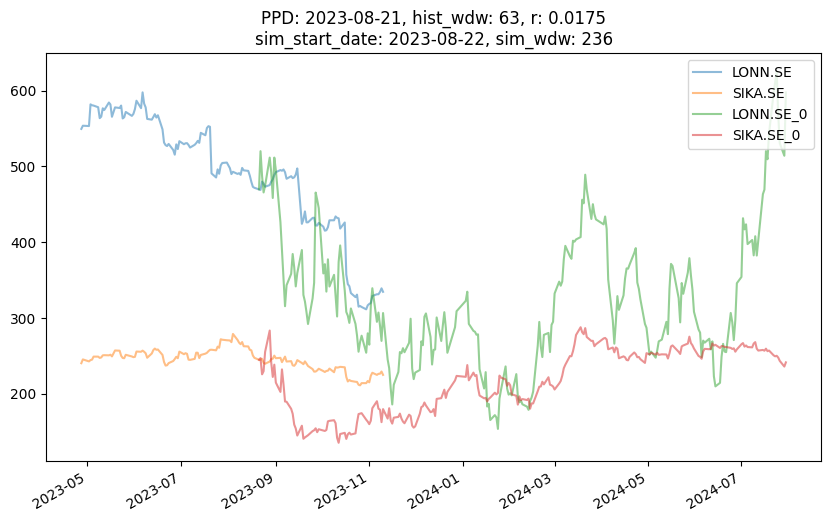 PPD: 2023-08-21, hist_wdw: 63, r: 0.0175
sim_start_date: 2023-08-22, sim_wdw: 236
LONN.SE
SIKA.SE
LONN.SE_0
SIKA.SE_0
600
500
400
300
200
2023-05
2023-07
2023-09
2023-11
2024-01
2024-03
2024-05
2024-07